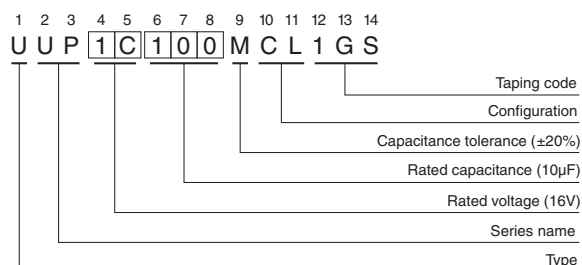 1 2 3 4 5 6 7 8 9 10 11 12 13 14
U U P 1 C 1 0 0 M C L 1 G S
Taping code
Configuration
Capacitance tolerance (±20%)
Rated capacitance (10µF)
Rated voltage (16V)
Series name
Type